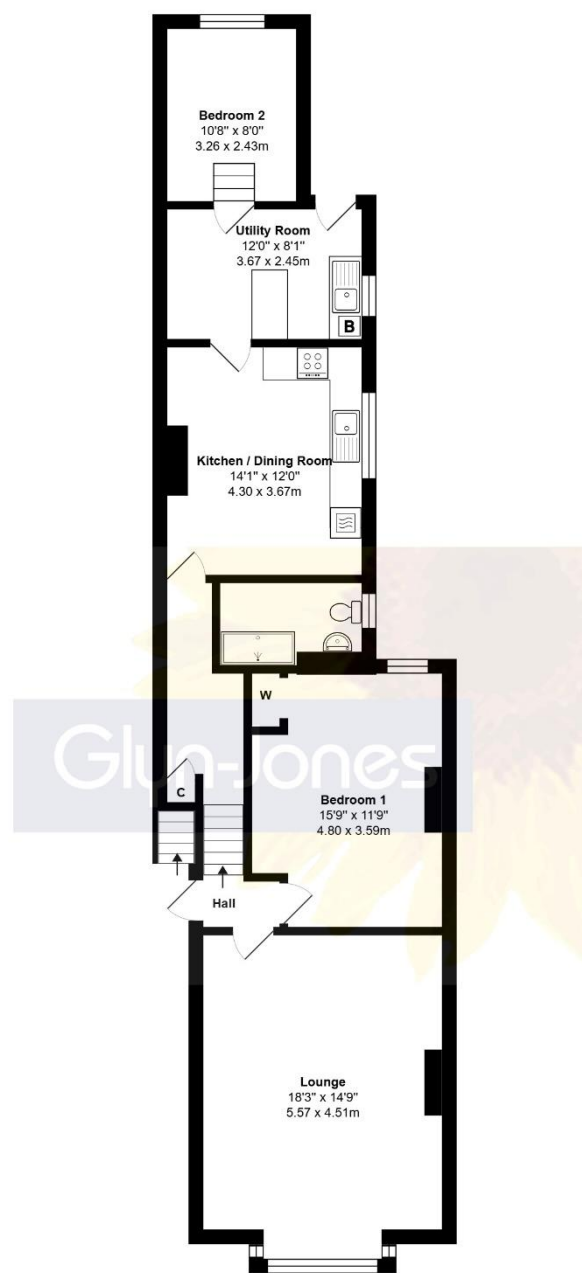 Bedroom 2
10'8" x 8'0"
3.26 x 2.43m
Utility Room
12'0" x 8'1"
3.67 x 2.45m
B
Kitchen / Dining Room
14'1" x 12'0"
4.30 x 3.67m
W
Glyn-Jones
C
Bedroom 1
15'9" x 11'9"
4.80 x 3.59m
Hall
Lounge
18'3" x 14'9"
5.57 x 4.51m